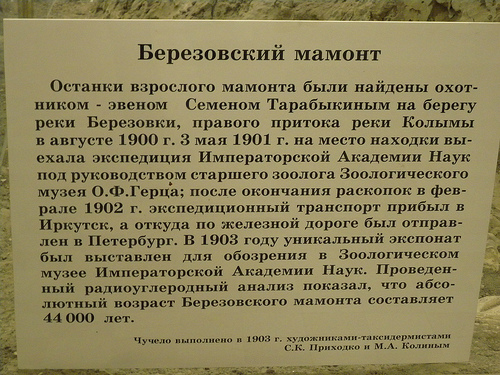 Березовский мамонт
Останки взрослого мамонта были найдены охот-
ником - эвеном Семеном Тарабыкиным на берегу
реки Березовки, правого притока реки Колымы
в августе 1900 г. 3 мая 1901 г. на место находки вы-
ехала экспедиция Императорской Академии Наук
под руководством старшего зоолога Зоологического
музея О.Ф.Герца; после окончания раскопок в фев-
рале 1902 г. экспедиционный транспорт прибыл в
Иркутск, а откуда по железной дороге был отправ-
лен в Петербург. В 1903 году уникальный экспонат
был выставлен для обозрения в Зоологическом
музее Императорской Академии Наук. Проведен-
ный радиоуглеродный анализ показал, что абсо-
лютный возраст Березовского мамонта составляет
44 000 лет.
Чучело выполнено в 1903 г. художниками-таксидермистами
С.К. Приходко и М.А. Колиным